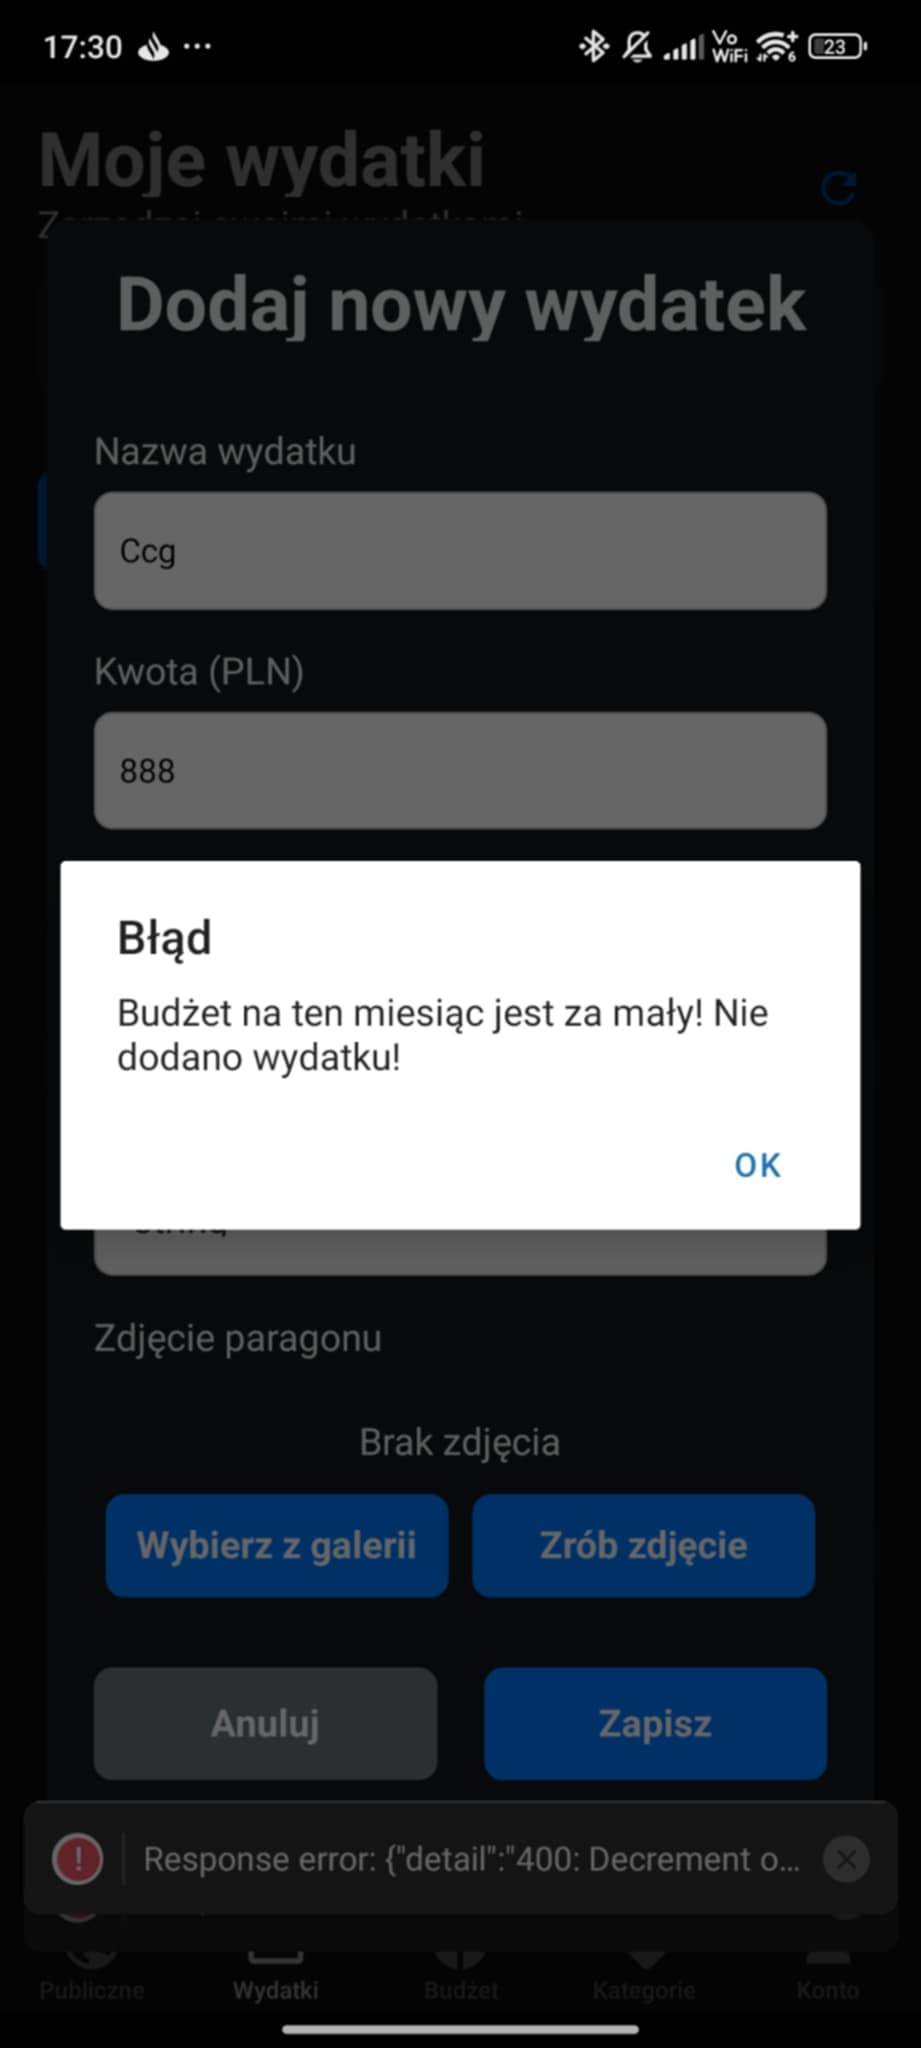 17:30
Vo
WiFi
6
23
Moje wydatki
Dodaj nowy wydatek
Nazwa wydatku
Ccg
Kwota (PLN)
888
Błąd
Budżet na ten miesiąc jest za mały! Nie
dodano wydatku!
OK
Zdjęcie paragonu
Brak zdjęcia
Wybierz z galerii
Zrób zdjęcie
Anuluj
Zapisz
Response error: {"detail":"400: Decrement o...
Publiczne
Wydatki
Budżet
Kategorie
Konto